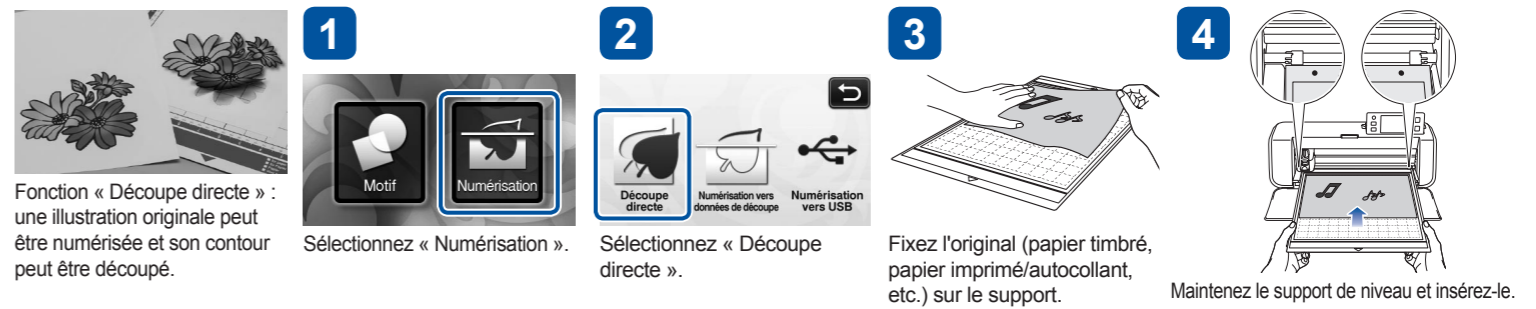 Fonction « Découpe directe » :
une illustration originale peut
être numérisée et son contour
peut être découpé.
1
Motif
Numérisation
Sélectionnez « Numérisation ».
2
Découpe
directe
Numérisation vers
données de découpe
Numérisation
vers USB
Sélectionnez « Découpe
directe ».
3
Fixez l'original (papier timbré,
papier imprimé/autocollant,
etc.) sur le support.
4
Maintenez le support de niveau et insérez-le.